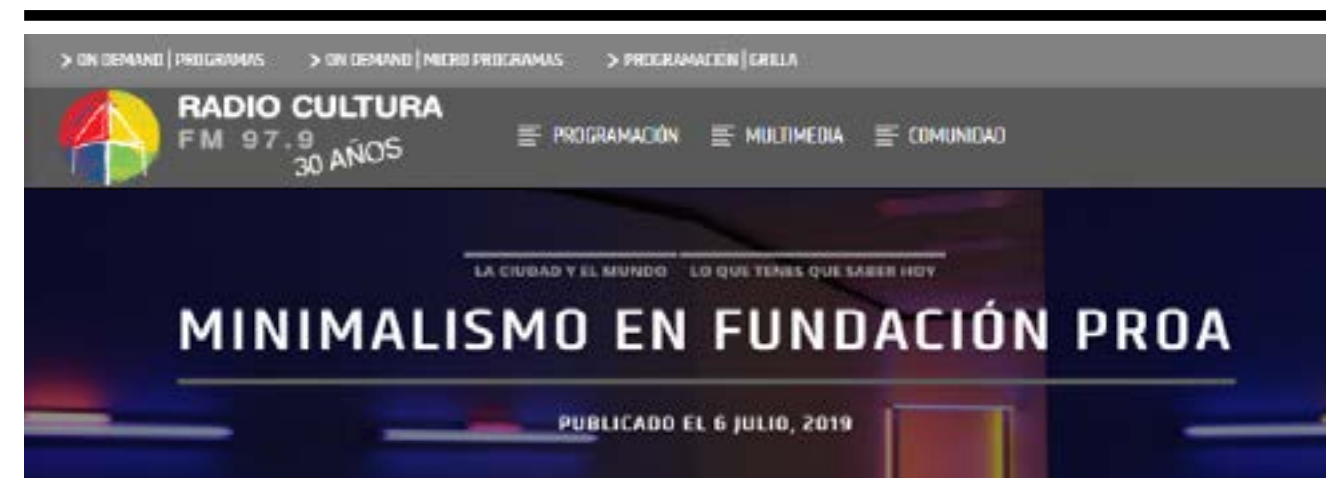 > ON DEMAND | PROGRAMAS > ON DEMAND | MICRO PROGRAMAS > PROGRAMACIÓN | GRILLA
RADIO CULTURA
FM 97.9
30 AÑOS
PROGRAMACIÓN MULTIMEDIA COMUNIDAD
LA CIUDAD Y EL MUNDO LO QUE TENES QUE SABER HOY
MINIMALISMO EN FUNDACIÓN PROA
PUBLICADO EL 6 JULIO, 2019